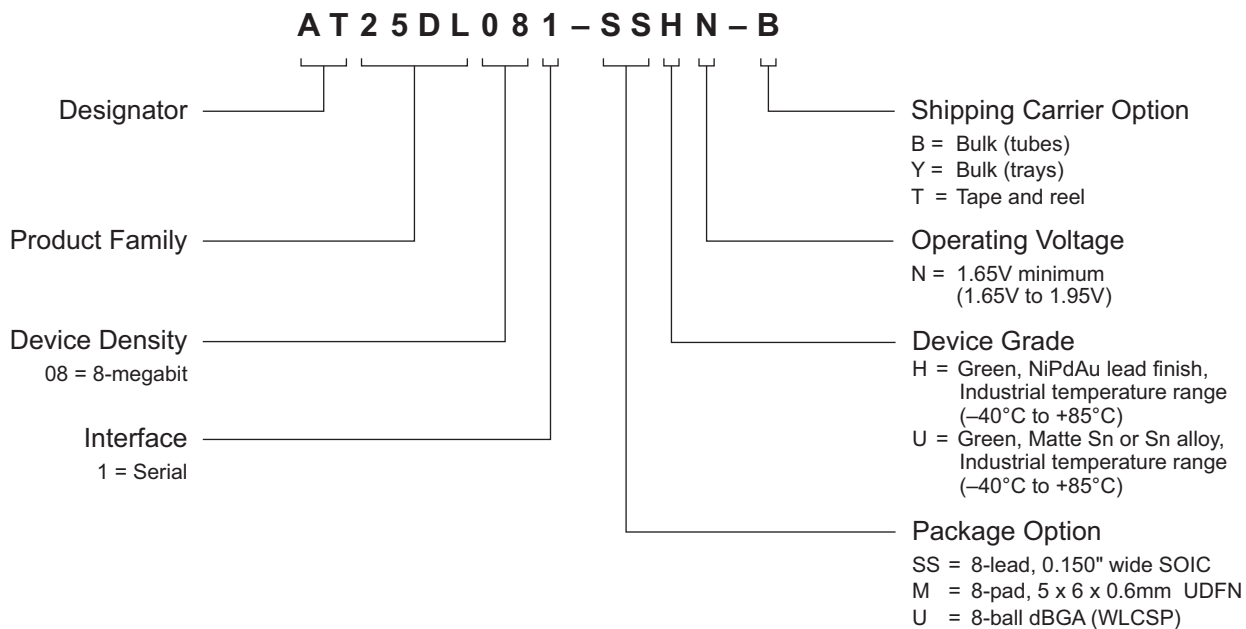 AT25DL081–SSHN–B
Designator
Product Family
Device Density
08 = 8-megabit
Interface
1 = Serial
Shipping Carrier Option
B = Bulk (tubes)
Y = Bulk (trays)
T = Tape and reel
Operating Voltage
N = 1.65V minimum
(1.65V to 1.95V)
Device Grade
H = Green, NiPdAu lead finish,
Industrial temperature range
(–40°C to +85°C)
U = Green, Matte Sn or Sn alloy,
Industrial temperature range
(–40°C to +85°C)
Package Option
SS = 8-lead, 0.150" wide SOIC
M = 8-pad, 5 x 6 x 0.6mm UDFN
U = 8-ball dBGA (WLCSP)